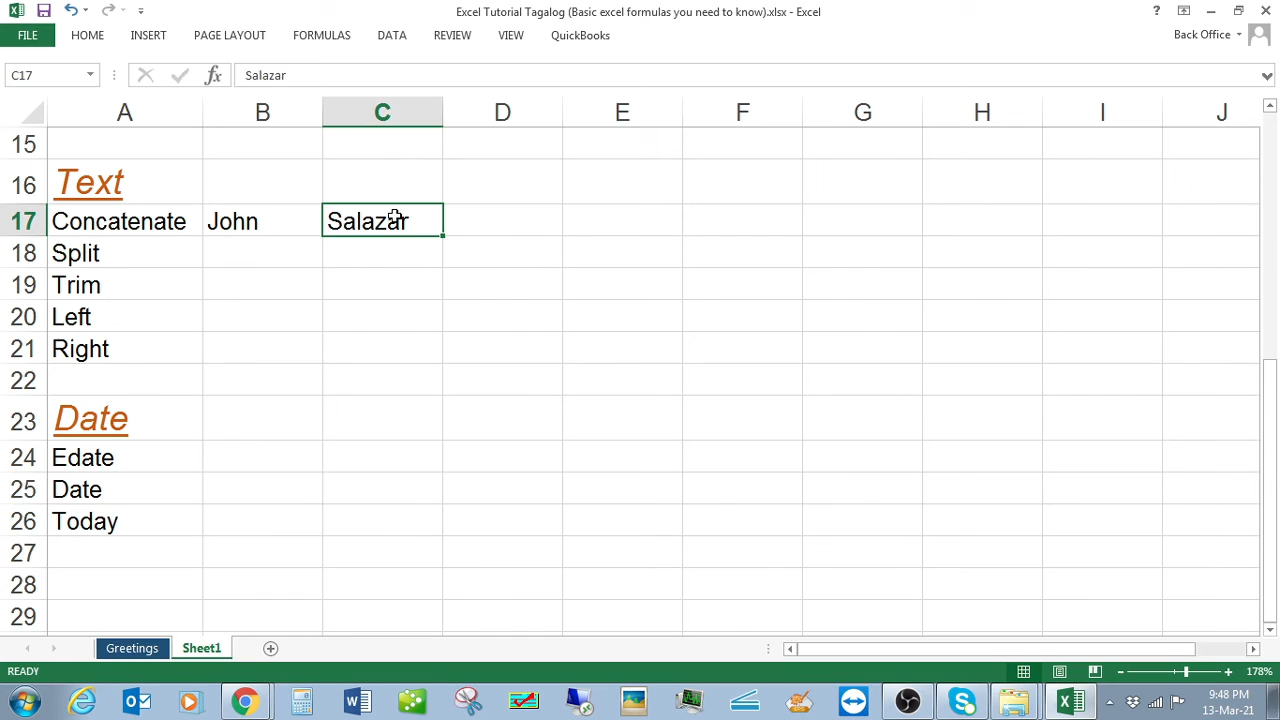 Excel Tutorial Tagalog (Basic excel formulas you need to know).xlsx - Excel
?
FILE HOME INSERT PAGE LAYOUT FORMULAS DATA REVIEW VIEW QuickBooks Back Office
C17 fx Salazar
A B C D E F G H I J
15
16 Text
17 Concatenate John Salazar
18 Split
19 Trim
20 Left
21 Right
22
23 Date
24 Edate
25 Date
26 Today
27
28
29
Greetings Sheet1
READY 178%
9:48 PM
13-Mar-21